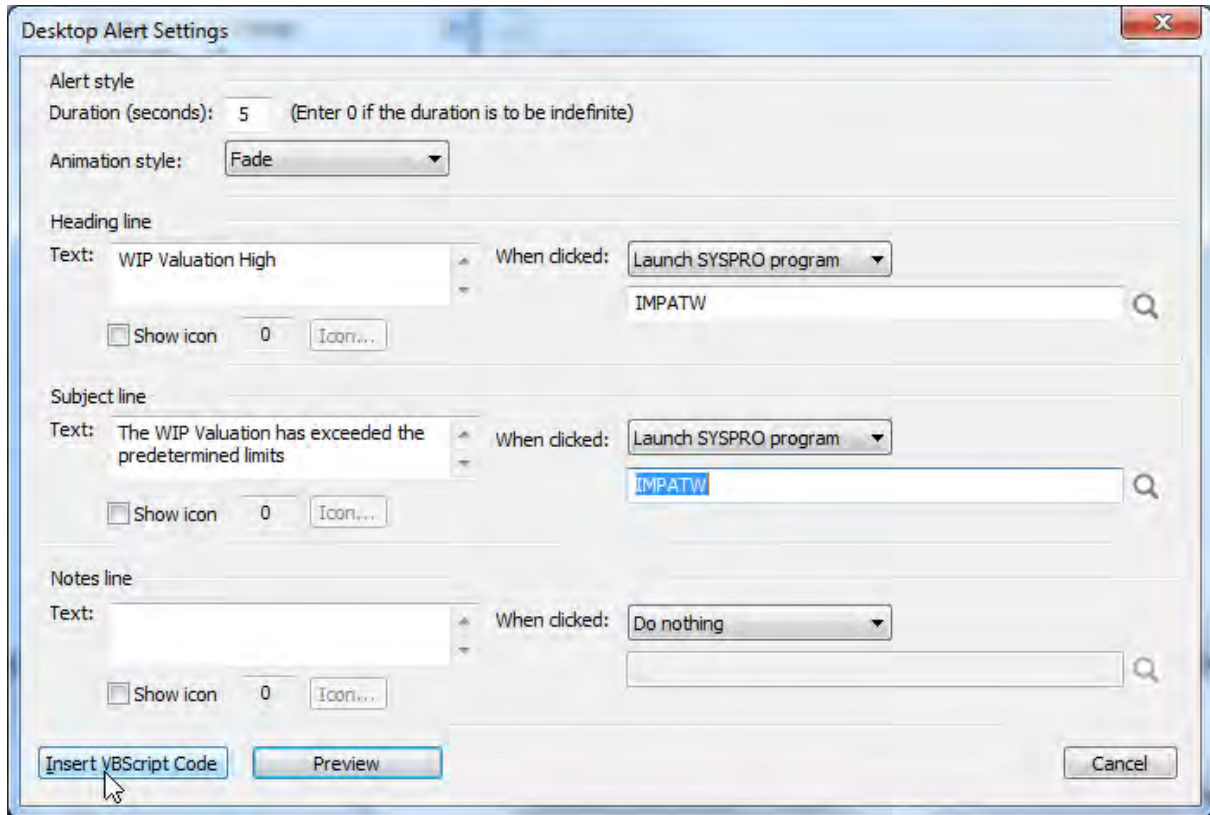 Desktop Alert Settings
Alert style
Duration (seconds): 5 (Enter 0 if the duration is to be indefinite)
Animation style: Fade
Heading line
Text: WIP Valuation High When clicked: Launch SYSPRO program
IMPATW
Show icon 0 Icon...
Subject line
Text: The WIP Valuation has exceeded the When clicked: Launch SYSPRO program
predetermined limits
IMPATW
Show icon 0 Icon...
Notes line
Text: When clicked: Do nothing
Show icon 0 Icon...
Insert VBScript Code Preview Cancel